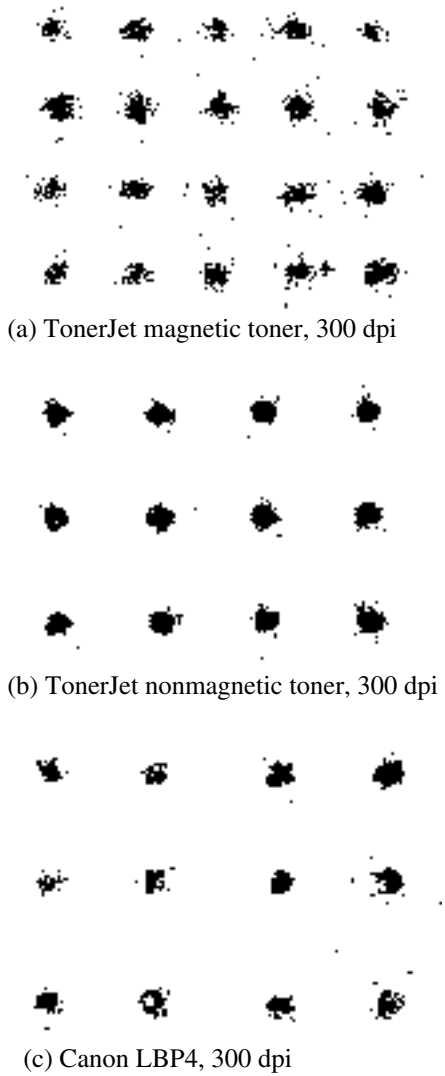 (a) TonerJet magnetic toner, 300 dpi
(b) TonerJet nonmagnetic toner, 300 dpi
(c) Canon LBP4, 300 dpi